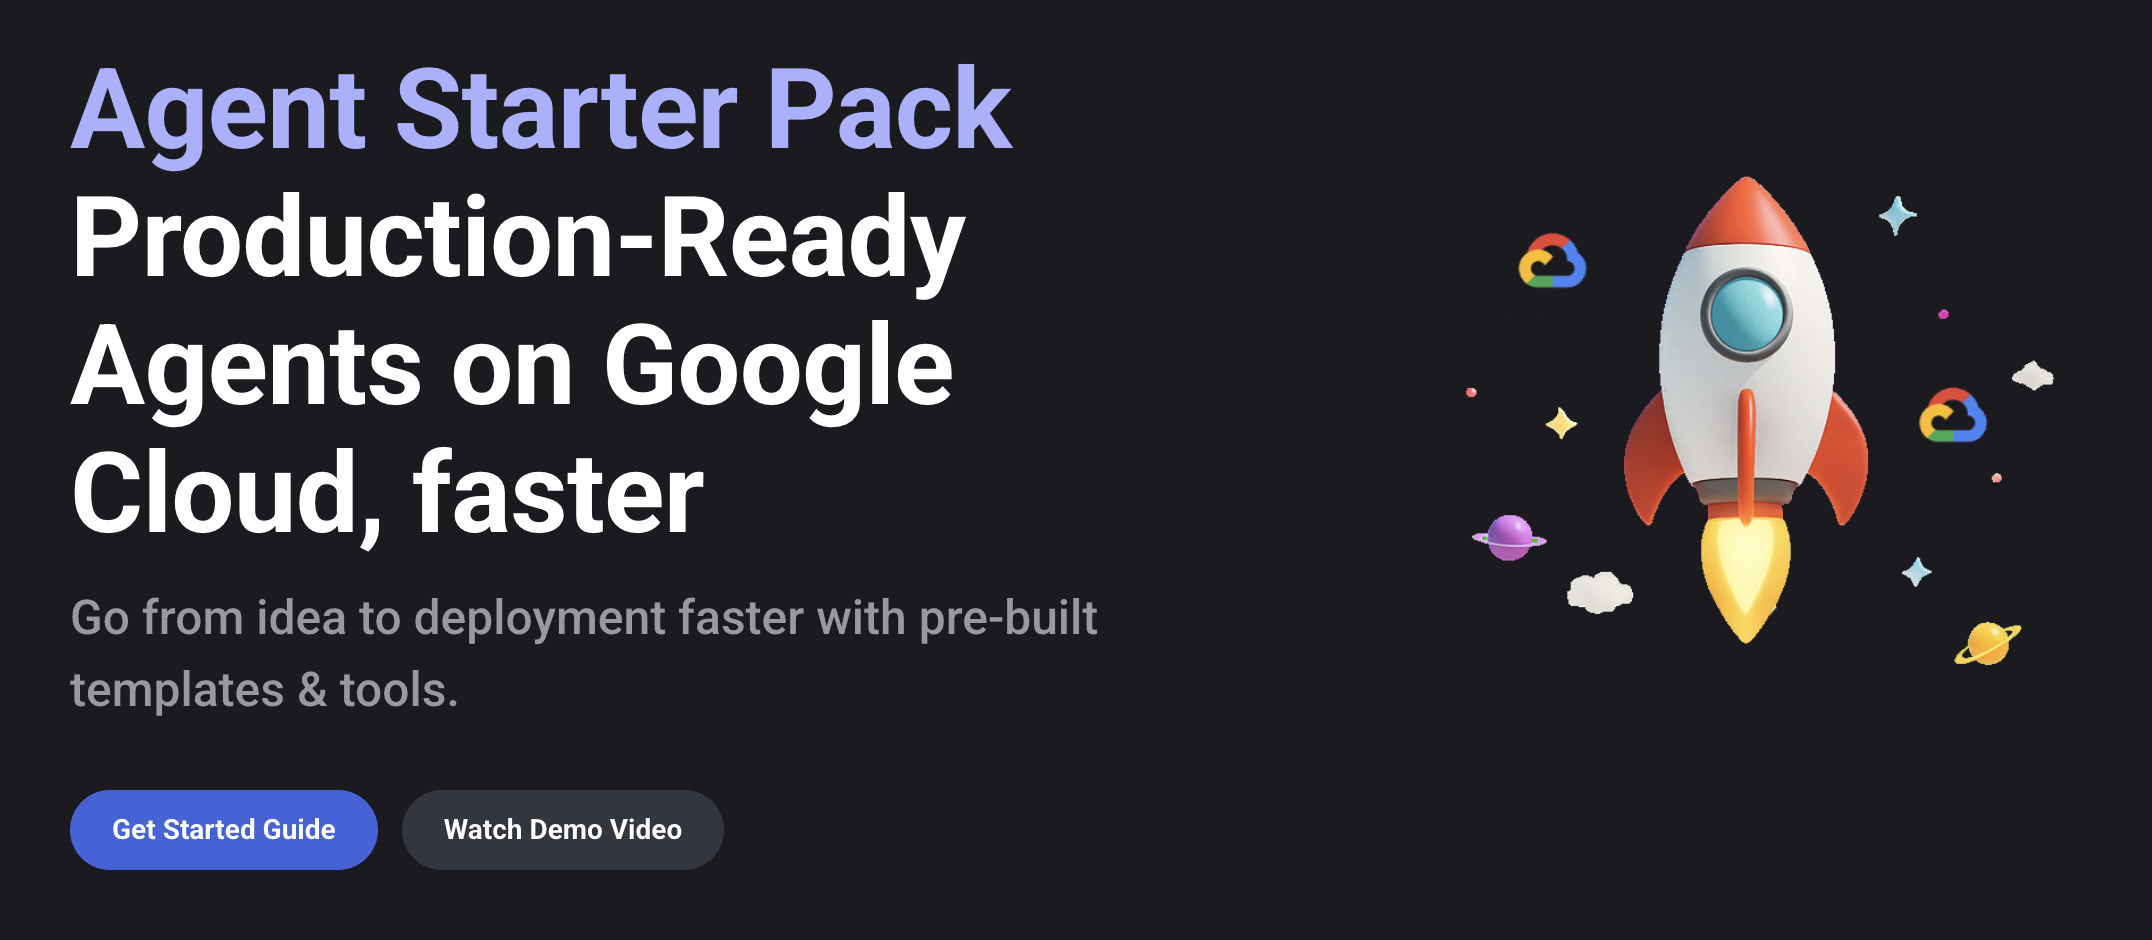 Agent Starter Pack
Production-Ready
Agents on Google
Cloud, faster
Go from idea to deployment faster with pre-built
templates & tools.
Get Started Guide
Watch Demo Video